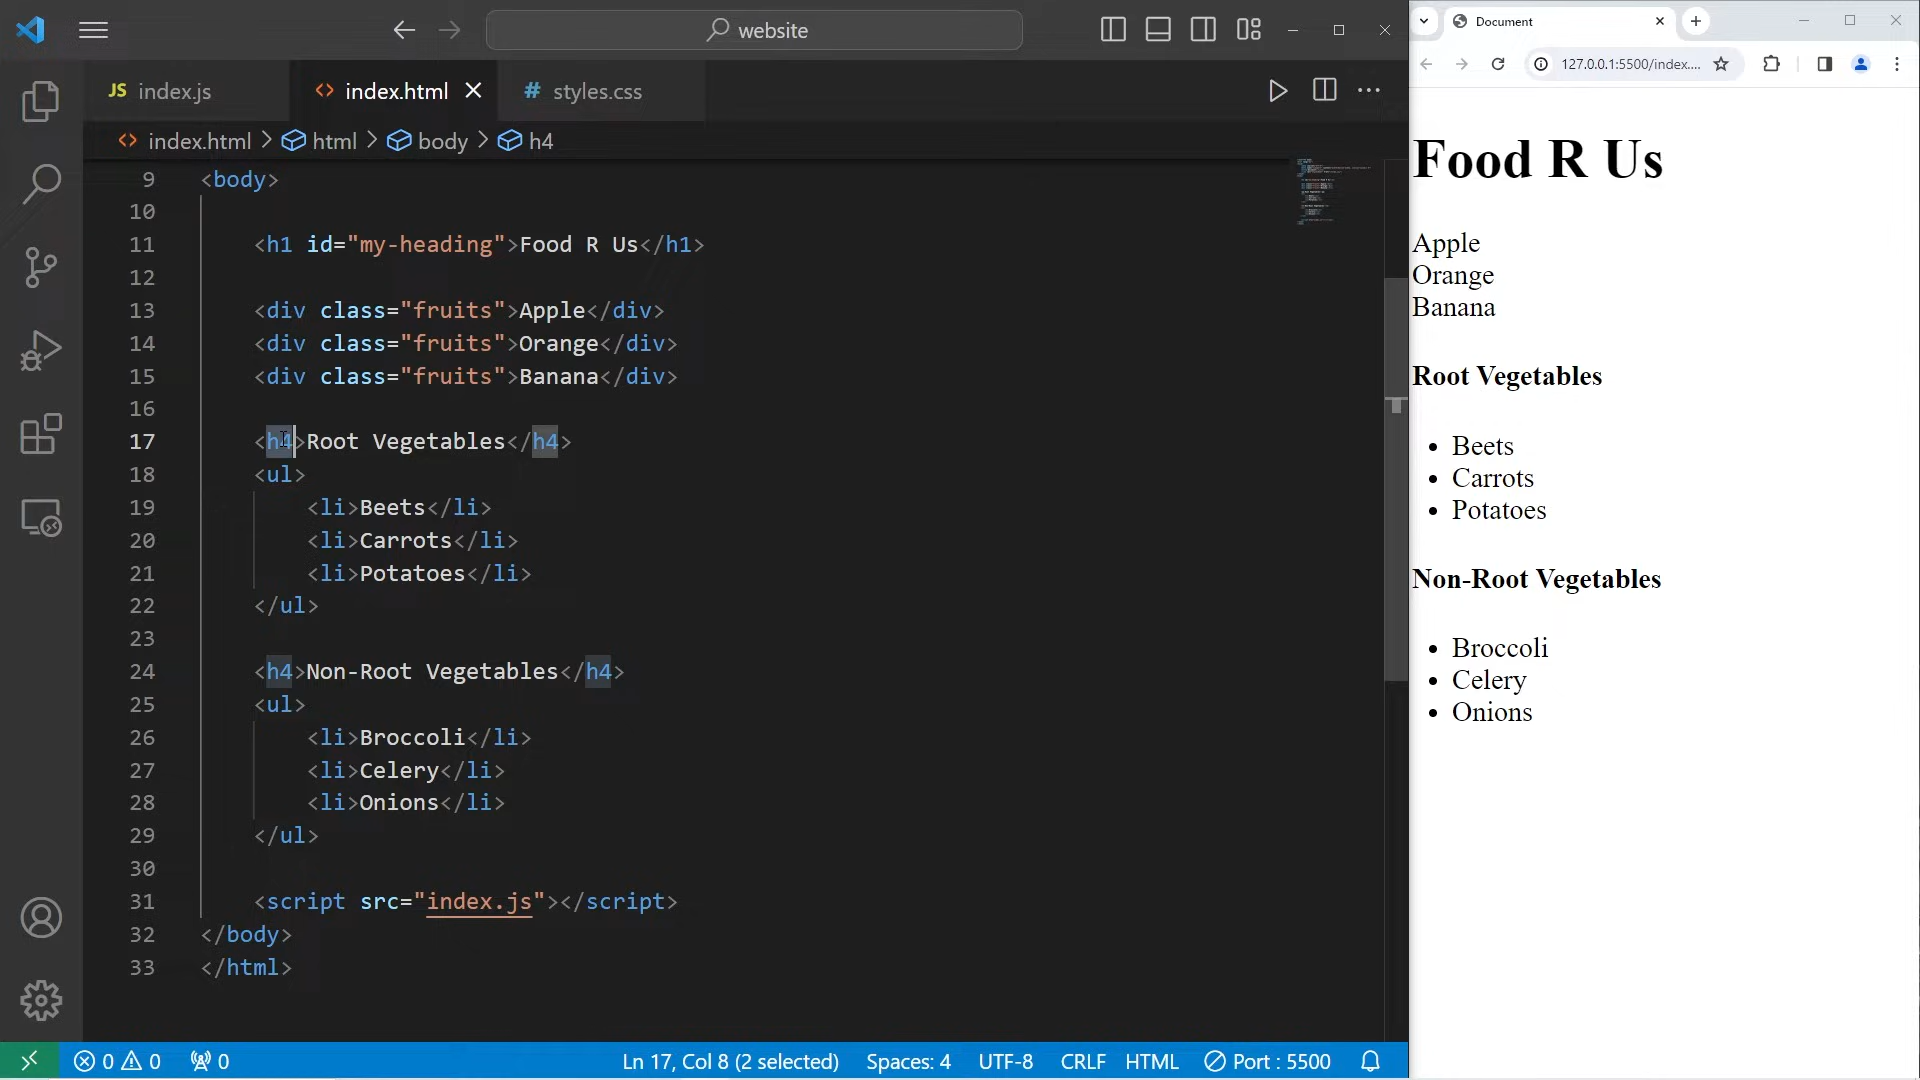 website
JS index.js
<> index.html
# styles.css
index.html > html > body > h4
9 <body>
10
11 <h1 id="my-heading">Food R Us</h1>
12
13 <div class="fruits">Apple</div>
14 <div class="fruits">Orange</div>
15 <div class="fruits">Banana</div>
16
17 <h4>Root Vegetables</h4>
18 <ul>
19 <li>Beets</li>
20 <li>Carrots</li>
21 <li>Potatoes</li>
22 </ul>
23
24 <h4>Non-Root Vegetables</h4>
25 <ul>
26 <li>Broccoli</li>
27 <li>Celery</li>
28 <li>Onions</li>
29 </ul>
30
31 <script src="index.js"></script>
32 </body>
33 </html>
0 0 0 Ln 17, Col 8 (2 selected) Spaces: 4 UTF-8 CRLF HTML Port : 5500
Document
127.0.0.1:5500/index....
Food R Us
Apple
Orange
Banana
Root Vegetables
• Beets
• Carrots
• Potatoes
Non-Root Vegetables
• Broccoli
• Celery
• Onions